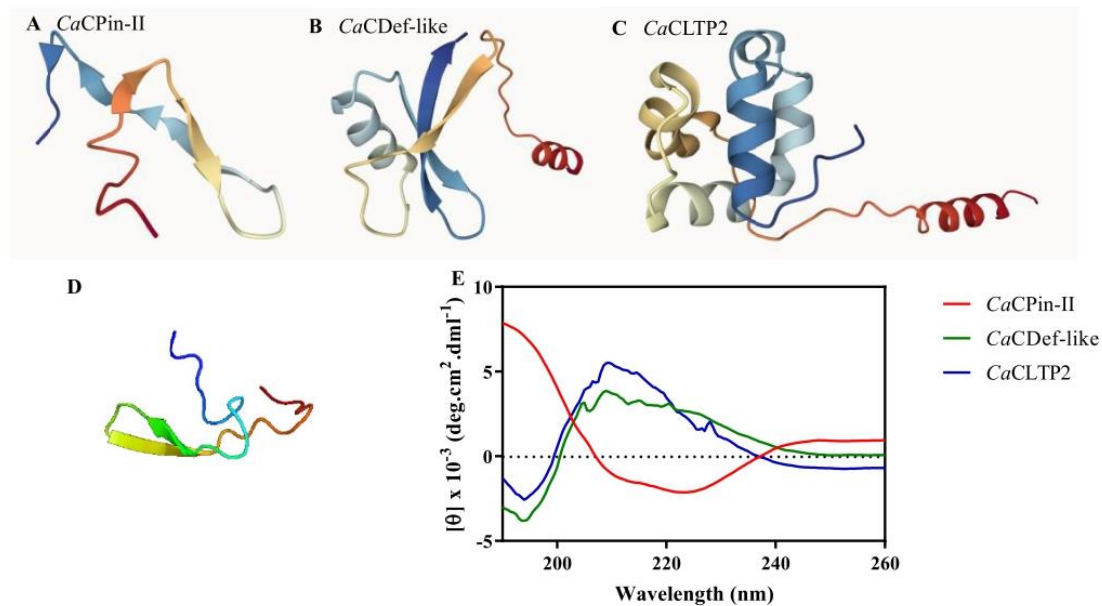 A CaCPin-II
B CaCDef-like
C CaCLTP2
D
E
[θ] x 10⁻³ (deg.cm².dml⁻¹)
10
5
0
-5
200
220
240
260
Wavelength (nm)
CaCPin-II
CaCDef-like
CaCLTP2